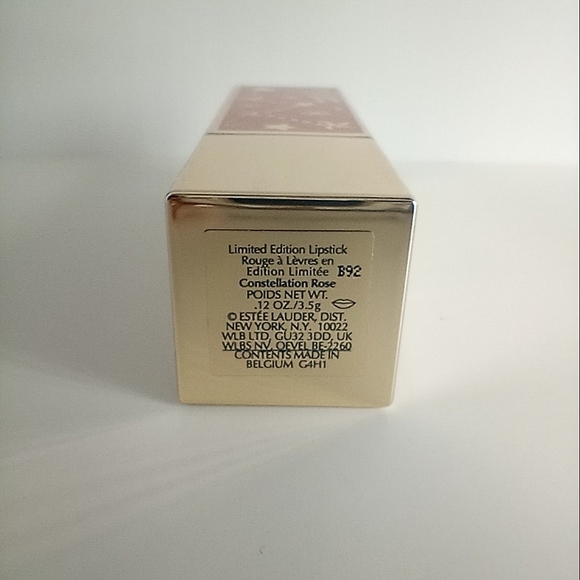 Limited Edition Lipstick
Rouge à Lèvres en
Edition Limitée B92
Constellation Rose
POIDS NET WT.
.12 OZ./3.5g
© ESTĒE LAUDER, DIST.
NEW YORK, N.Y. 10022
WLB LTD, GU32 3DD, UK
WLBS NV, OEVEL BE-2260
CONTENTS MADE IN
BELGIUM G4H1